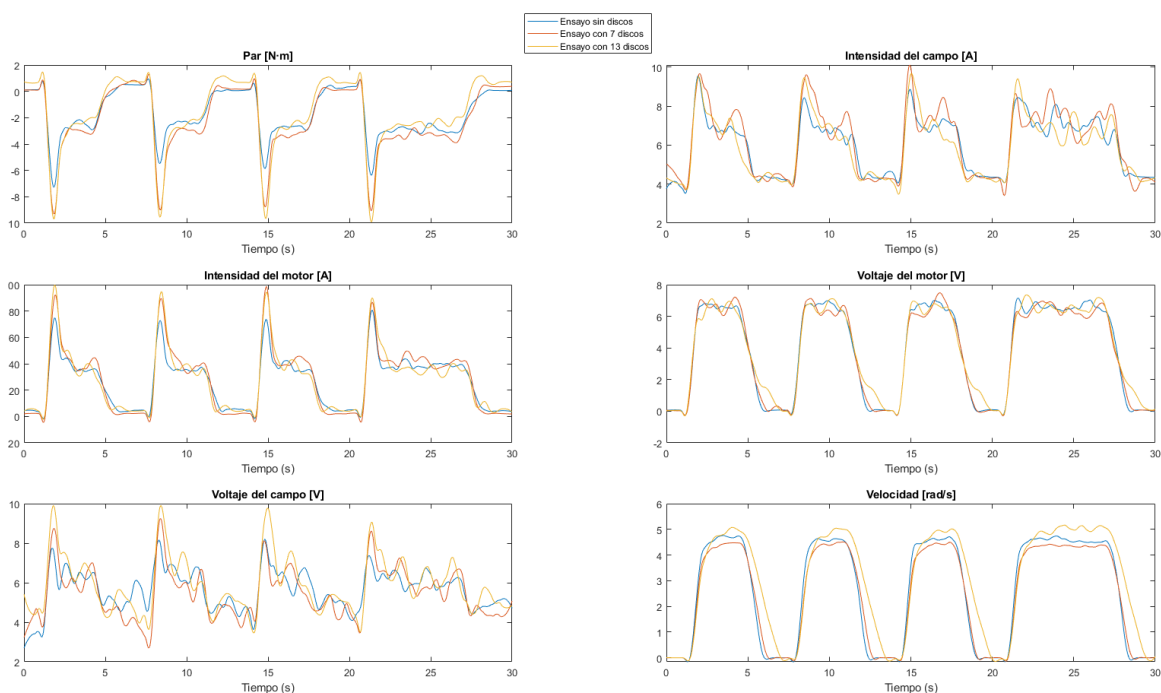 Ensayo sin discos
Ensayo con 7 discos
Ensayo con 13 discos
Par [N·m]
2
0
-2
-4
-6
-8
10
0 5 10 15 20 25 30
Tiempo (s)
Intensidad del campo [A]
10
8
6
4
2
0 5 10 15 20 25 30
Tiempo (s)
Intensidad del motor [A]
00
80
60
40
20
0
20
0 5 10 15 20 25 30
Tiempo (s)
Voltaje del motor [V]
8
6
4
2
0
-2
0 5 10 15 20 25 30
Tiempo (s)
Voltaje del campo [V]
10
8
6
4
2
0 5 10 15 20 25 30
Tiempo (s)
Velocidad [rad/s]
6
5
4
3
2
1
0
0 5 10 15 20 25 30
Tiempo (s)